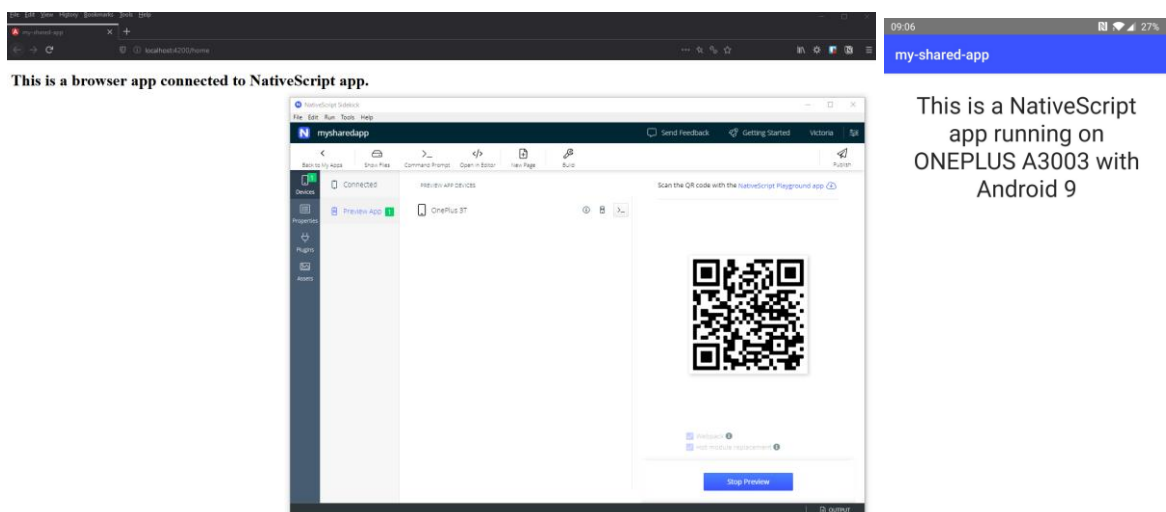 File Edit View History Bookmarks Tools Help
my-shared-app
localhost:4200/home
This is a browser app connected to NativeScript app.
NativeScript Sidekick
File Edit Run Tools Help
N mysharedapp
Send Feedback Getting Started Victoria
Back to My Apps Show Files Command Prompt Open in Editor New Page Build Publish
Devices 1
Properties
Plugins
Assets
Connected
Preview App 1
PREVIEW APP DEVICES
OnePlus 3T
Scan the QR code with the NativeScript Playground app
Webpack
Hot module replacement
Stop Preview
OUTPUT
09:06 27%
my-shared-app
This is a NativeScript
app running on
ONEPLUS A3003 with
Android 9